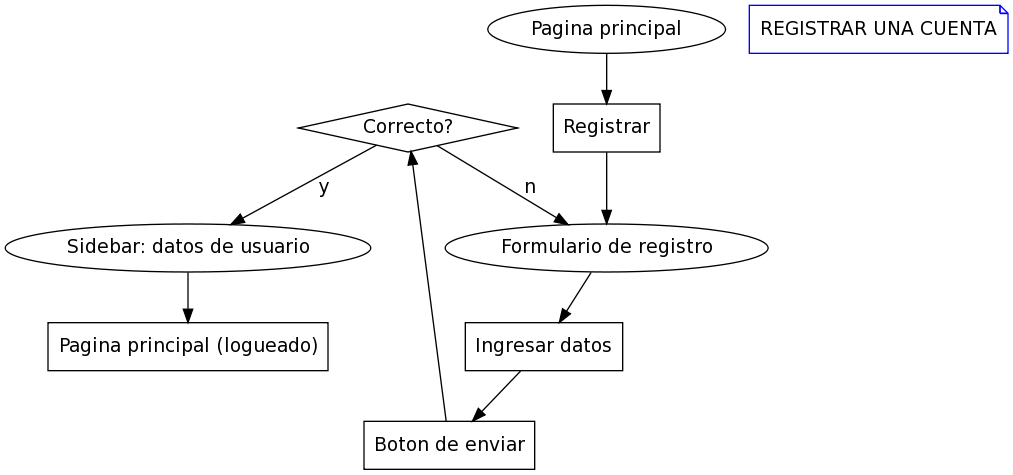 Pagina principal
REGISTRAR UNA CUENTA
Correcto?
Registrar
y
n
Sidebar: datos de usuario
Formulario de registro
Pagina principal (logueado)
Ingresar datos
Boton de enviar